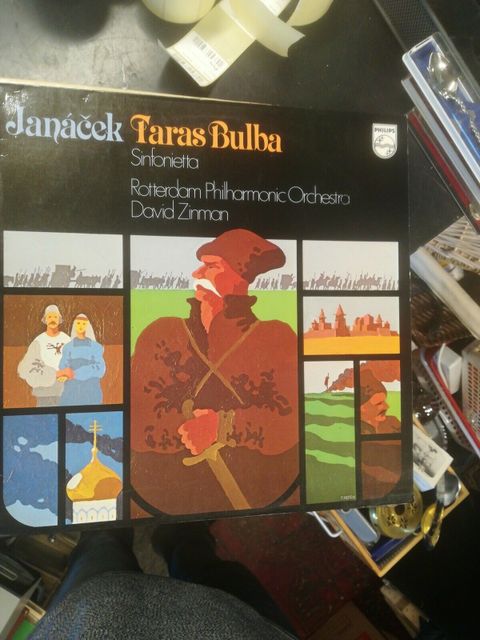 Janáček Taras Bulba
Sinfonietta
Rotterdam Philharmonic Orchestra
David Zinman
PHILIPS